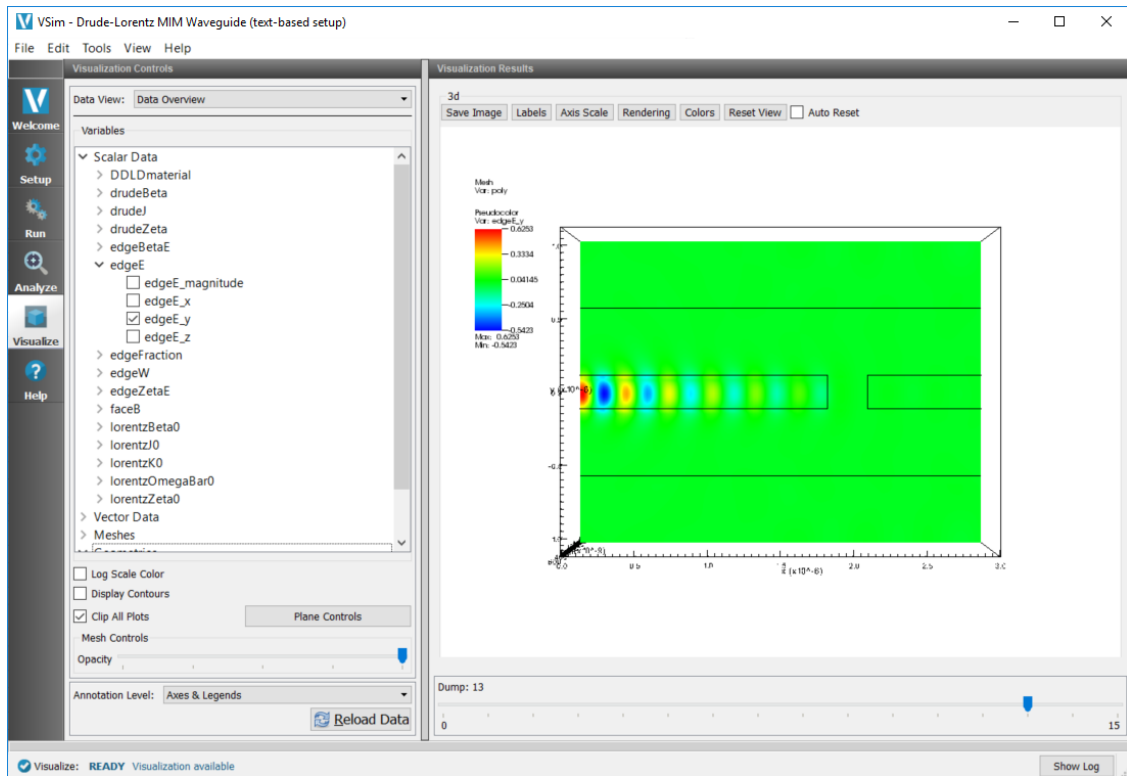 VSim - Drude-Lorentz MIM Waveguide (text-based setup)
File Edit Tools View Help
Visualization Controls
Visualization Results
Welcome
Setup
Run
Analyze
Visualize
Help
Data View: Data Overview
Variables
Scalar Data
DDLDmaterial
drudeBeta
drudeJ
drudeZeta
edgeBetaE
edgeE
edgeE_magnitude
edgeE_x
edgeE_y
edgeE_z
edgeFraction
edgeW
edgeZetaE
faceB
lorentzBeta0
lorentzJ0
lorentzK0
lorentzOmegaBar0
lorentzZeta0
Vector Data
Meshes
Geometries
Log Scale Color
Display Contours
Clip All Plots
Plane Controls
Mesh Controls
Opacity
Annotation Level: Axes & Legends
Reload Data
3d
Save Image Labels Axis Scale Rendering Colors Reset View Auto Reset
Mesh
Var: poly
Pseudocolor
Var: edgeE_y
0.6253
0.3334
0.04145
-0.2504
-0.5423
Max: 0.6253
Min: -0.5423
0.5 1.0 2.0 2.5 3.0
(x10^-6)
Dump: 13
0 15
Visualize: READY Visualization available
Show Log